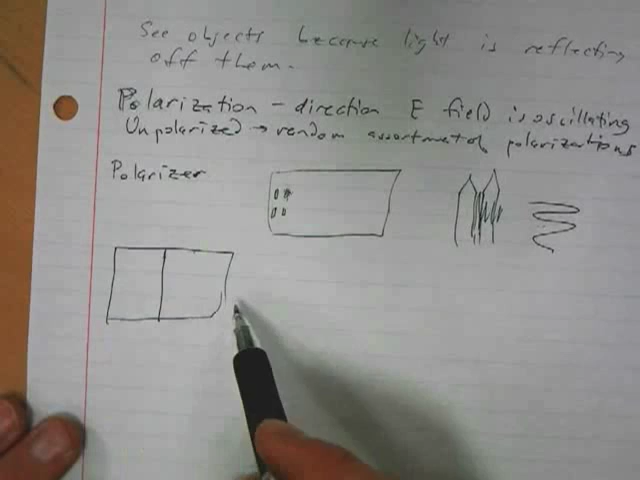 See objects because light is reflecting
off them.
Polarization - direction E field is oscillating
Unpolarized → random assortment of polarizations
Polarizer